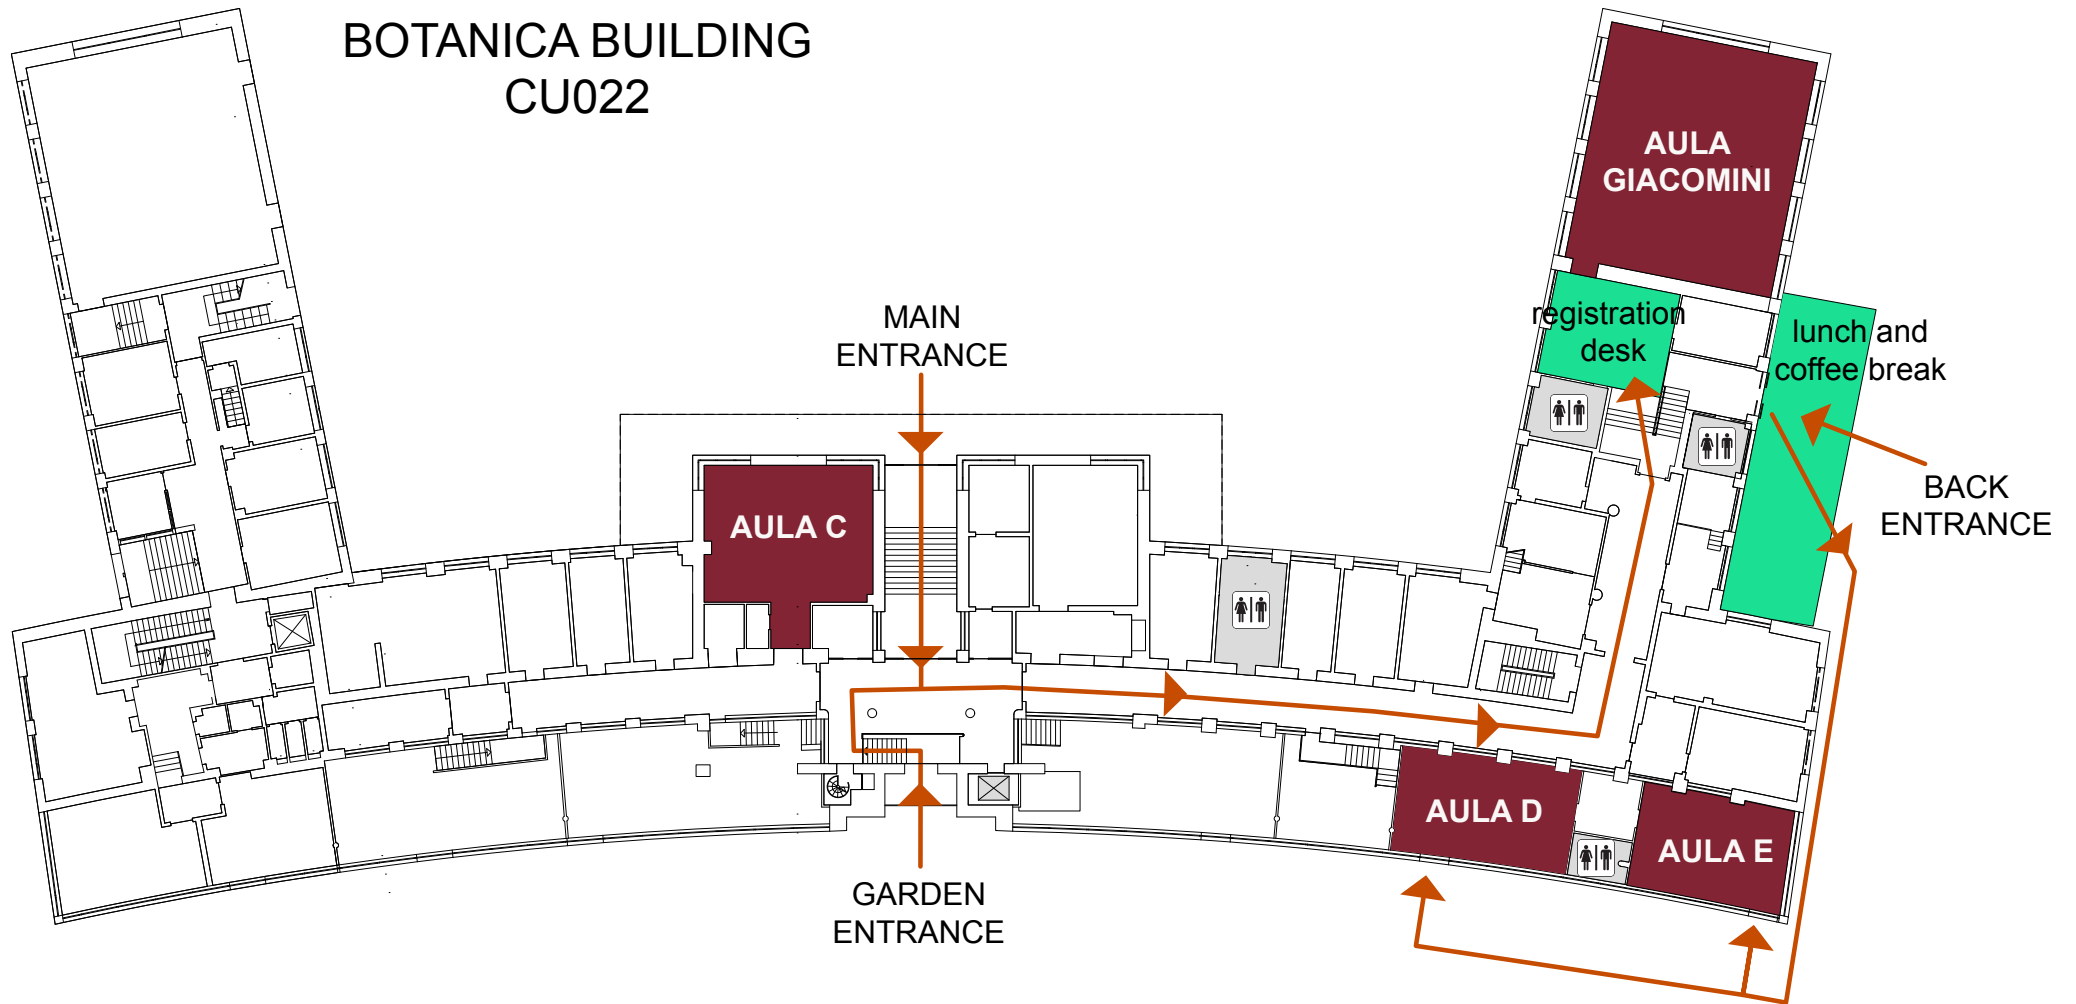 BOTANICA BUILDING
CU022
AULA
GIACOMINI
registration
desk
lunch and
coffee break
MAIN
ENTRANCE
BACK
ENTRANCE
AULA C
AULA D
AULA E
GARDEN
ENTRANCE